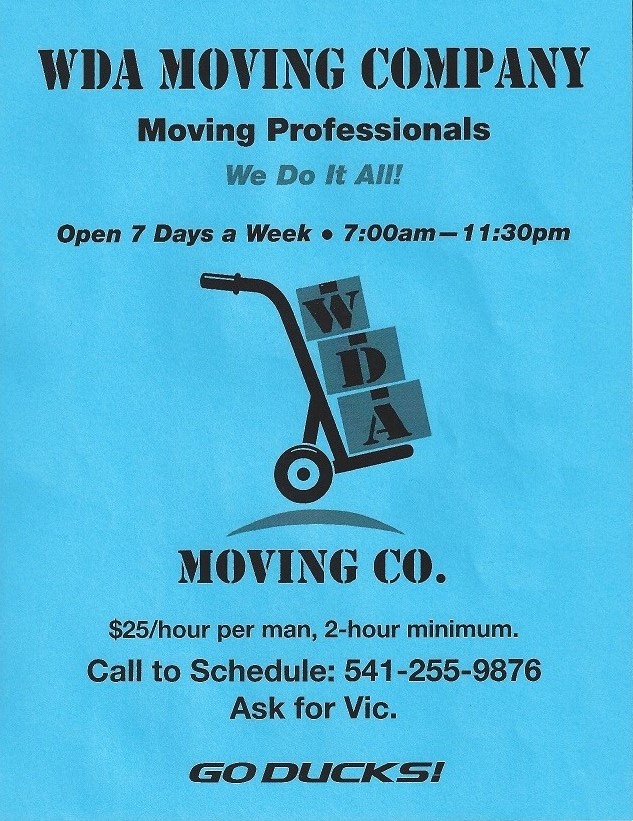 WDA MOVING COMPANY
Moving Professionals
We Do It All!
Open 7 Days a Week • 7:00am—11:30pm
W
D
A
MOVING CO.
$25/hour per man, 2-hour minimum.
Call to Schedule: 541-255-9876
Ask for Vic.
GO DUCKS!